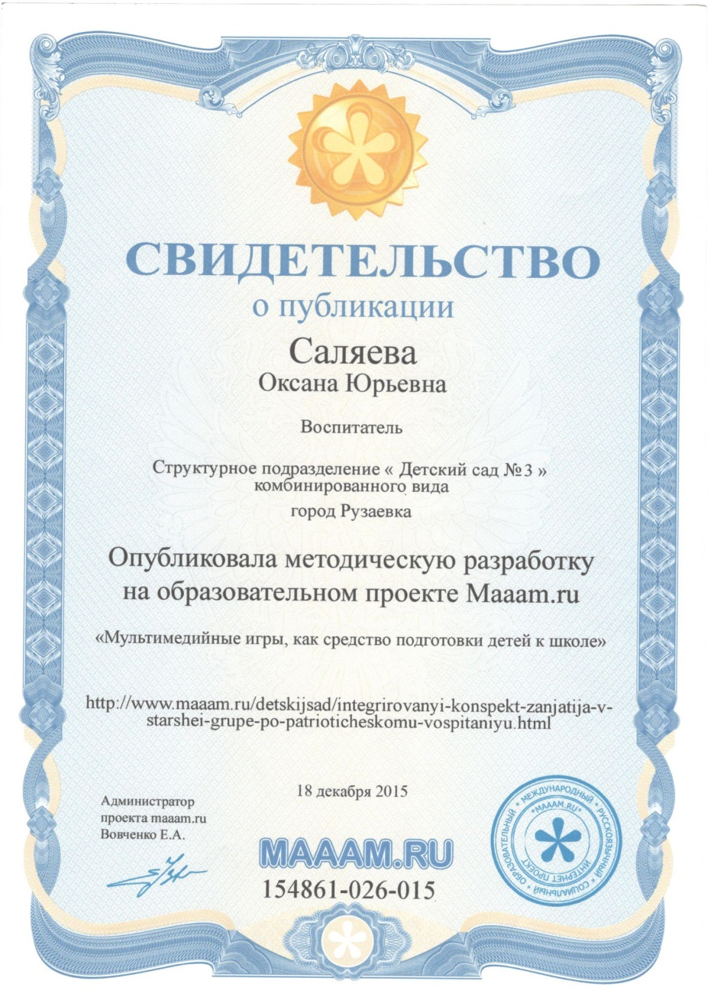 СВИДЕТЕЛЬСТВО
о публикации
Саляева
Оксана Юрьевна
Воспитатель
Структурное подразделение « Детский сад №3 »
комбинированного вида
город Рузаевка
Опубликовала методическую разработку
на образовательном проекте Maaam.ru
«Мультимедийные игры, как средство подготовки детей к школе»
http://www.maaam.ru/detskijsad/integrirovanyi-konspekt-zanjatija-v-
starshei-grupe-po-patrioticheskomu-vospitaniyu.html
18 декабря 2015
Администратор
проекта maaam.ru
Вовченко Е.А.
MAAAM.RU
154861-026-015
* МЕЖДУНАРОДНЫЙ * РУССКОЯЗЫЧНЫЙ * СОЦИАЛЬНЫЙ * ОБРАЗОВАТЕЛЬНЫЙ
*MAAAM.RU*
ИНТЕРНЕТ ПРОЕКТ